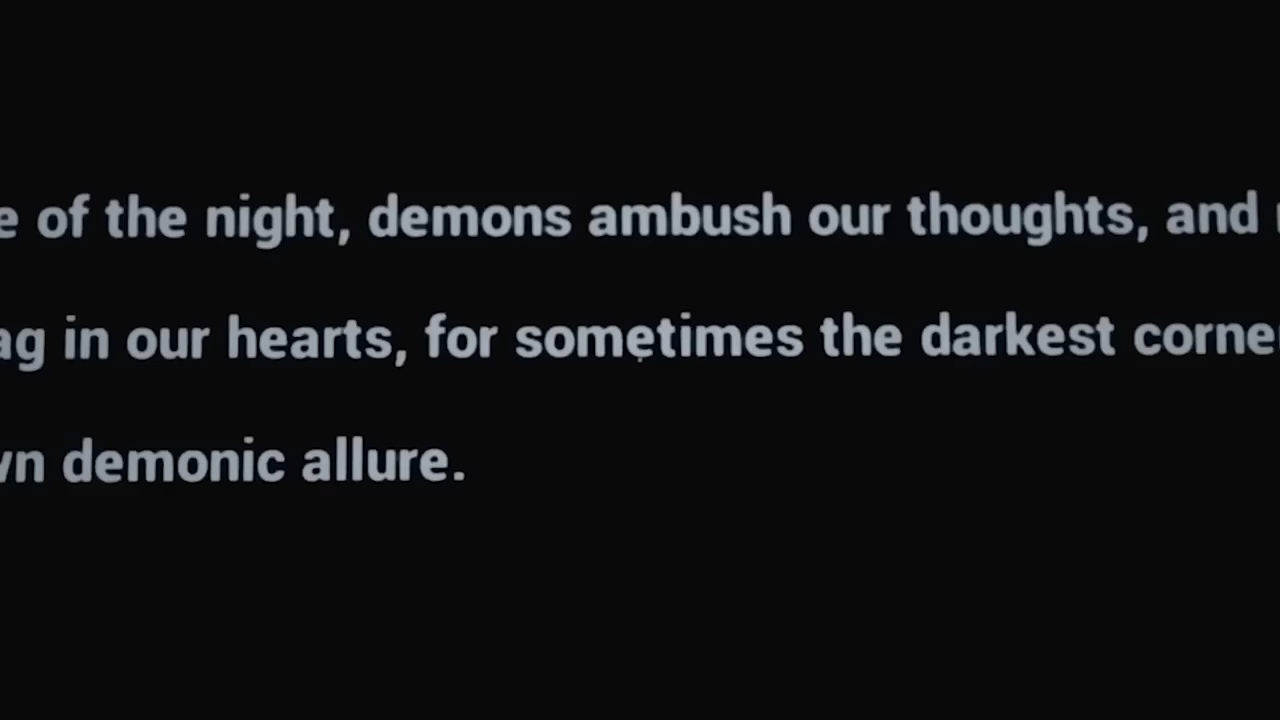 e of the night, demons ambush our thoughts, and
ag in our hearts, for sometimes the darkest corne
wn demonic allure.